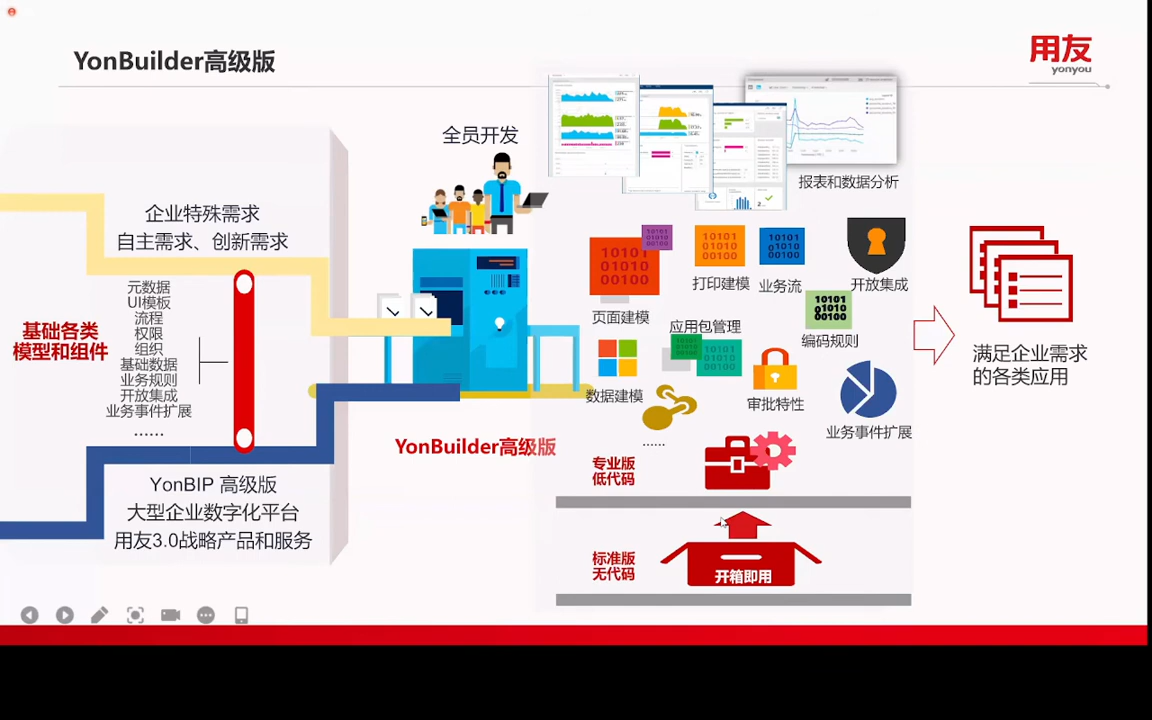 YonBuilder高级版
用友
yonyou
全员开发
报表和数据分析
企业特殊需求
自主需求、创新需求
元数据
UI模板
流程
权限
组织
基础数据
业务规则
开放集成
业务事件扩展
……
基础各类
模型和组件
YonBIP 高级版
大型企业数字化平台
用友3.0战略产品和服务
YonBuilder高级版
10101
01010
00100
10101
01010
00100
页面建模
10101
01010
00100
打印建模
10101
01010
00100
业务流
开放集成
10101
01010
00100
编码规则
应用包管理
10101
01010
00100
10101
01010
00100
数据建模
审批特性
业务事件扩展
……
专业版
低代码
标准版
无代码
开箱即用
满足企业需求
的各类应用